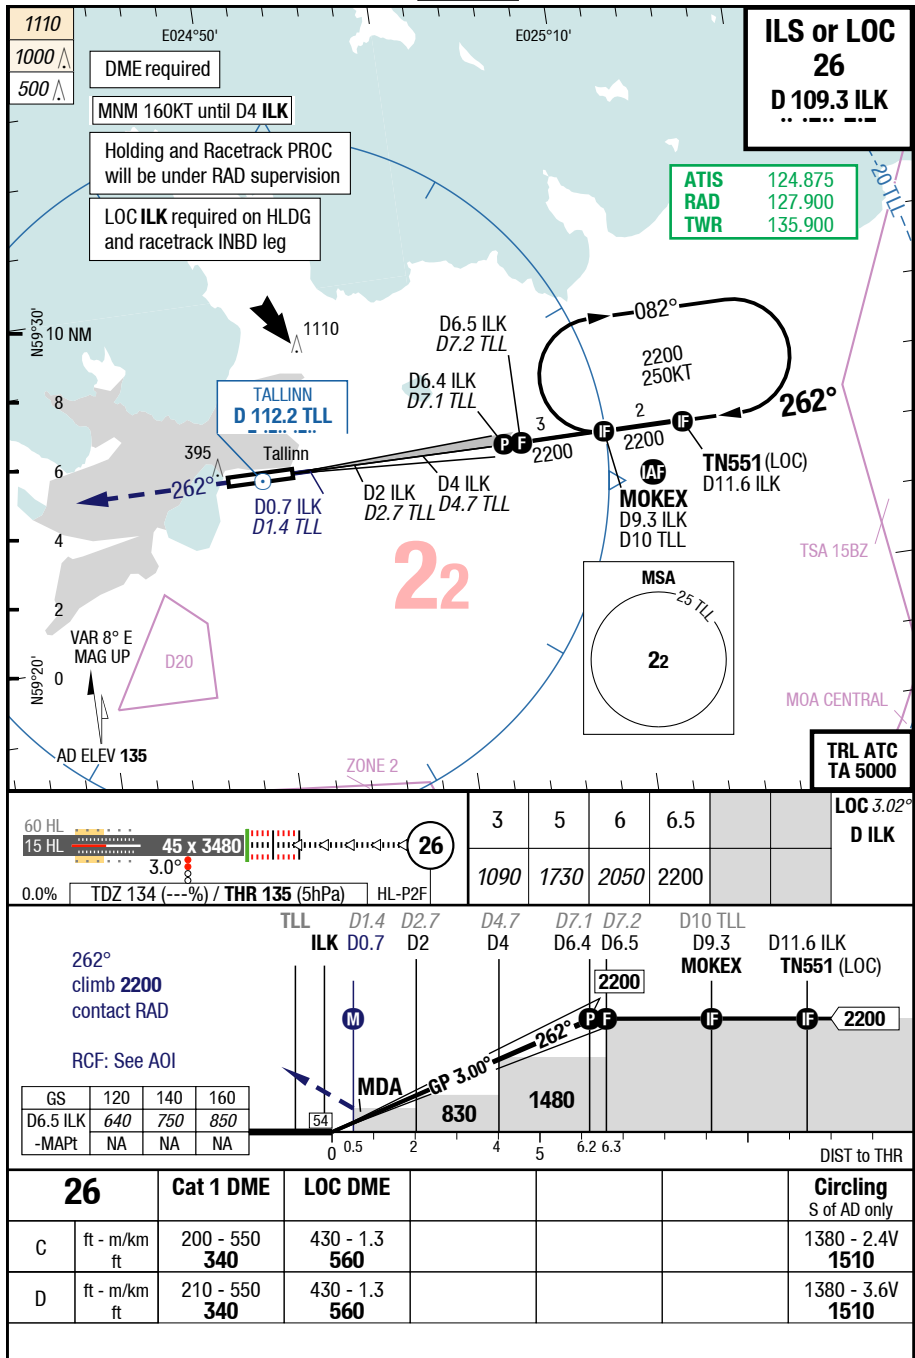 1110
1000
500
E024°50'
E025°10'
ILS or LOC
26
D 109.3 ILK
DME required
MNM 160KT until D4 ILK
Holding and Racetrack PROC
will be under RAD supervision
LOC ILK required on HLDG
and racetrack INBD leg
ATIS 124.875
RAD 127.900
TWR 135.900
20 TLL
N59°30'
10 NM
8
6
4
2
0
N59°20'
1110
D6.5 ILK
D7.2 TLL
D6.4 ILK
D7.1 TLL
082°
2200
250KT
262°
TALLINN
D 112.2 TLL
P
F
3
2200
IF
2
2200
IF
TN551 (LOC)
D11.6 ILK
395
Tallinn
262°
D0.7 ILK
D1.4 TLL
D2 ILK
D2.7 TLL
D4 ILK
D4.7 TLL
IAF
MOKEX
D9.3 ILK
D10 TLL
22
TSA 15BZ
MSA
25 TLL
22
VAR 8° E
MAG UP
D20
AD ELEV 135
ZONE 2
MOA CENTRAL
TRL ATC
TA 5000
60 HL
15 HL
45 x 3480
26
3.0°
0.0%
TDZ 134 (---%) / THR 135 (5hPa)
HL-P2F
3 5 6 6.5
1090 1730 2050 2200
LOC 3.02°
D ILK
TLL D1.4 D2.7 D4.7 D7.1 D7.2 D10 TLL
ILK D0.7 D2 D4 D6.4 D6.5 D9.3 D11.6 ILK
MOKEX TN551 (LOC)
262°
climb 2200
contact RAD
RCF: See AOI
M
2200
P
F
IF
IF
2200
262°
GP 3.00°
MDA
830
1480
54
GS 120 140 160
D6.5 ILK 640 750 850
-MAPt NA NA NA
0 0.5 2 4 5 6.2 6.3
DIST to THR
26 Cat 1 DME LOC DME Circling
S of AD only
C ft - m/km 200 - 550 430 - 1.3 1380 - 2.4V
ft 340 560 1510
D ft - m/km 210 - 550 430 - 1.3 1380 - 3.6V
ft 340 560 1510